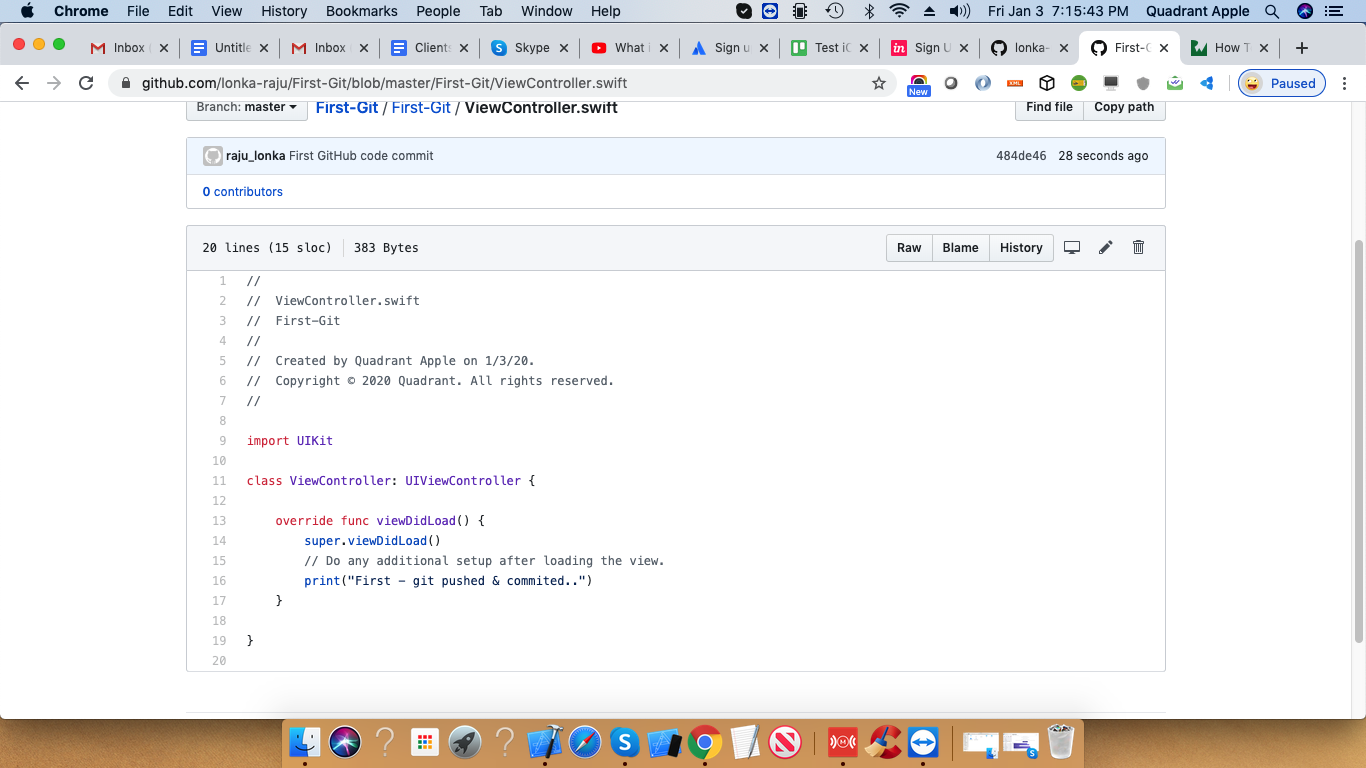 Chrome File Edit View History Bookmarks People Tab Window Help Fri Jan 3 7:15:43 PM Quadrant Apple
Inbox Untitle Inbox Clients Skype What i Sign u Test iO in Sign U lonka- First-G How T
github.com/lonka-raju/First-Git/blob/master/First-Git/ViewController.swift New XML Paused
Branch: master First-Git / First-Git / ViewController.swift Find file Copy path
raju_lonka First GitHub code commit 484de46 28 seconds ago
0 contributors
20 lines (15 sloc) 383 Bytes Raw Blame History
1 //
2 //  ViewController.swift
3 //  First-Git
4 //
5 //  Created by Quadrant Apple on 1/3/20.
6 //  Copyright © 2020 Quadrant. All rights reserved.
7 //
8
9 import UIKit
10
11 class ViewController: UIViewController {
12
13     override func viewDidLoad() {
14         super.viewDidLoad()
15         // Do any additional setup after loading the view.
16         print("First - git pushed & commited..")
17     }
18
19 }
20